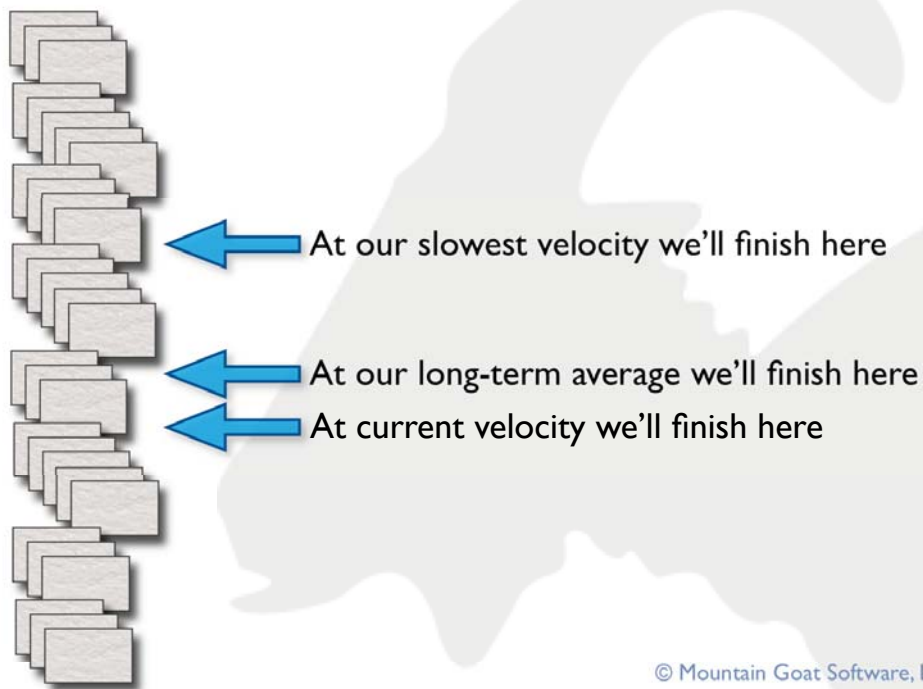 At our slowest velocity we'll finish here
At our long-term average we'll finish here
At current velocity we'll finish here
© Mountain Goat Software,